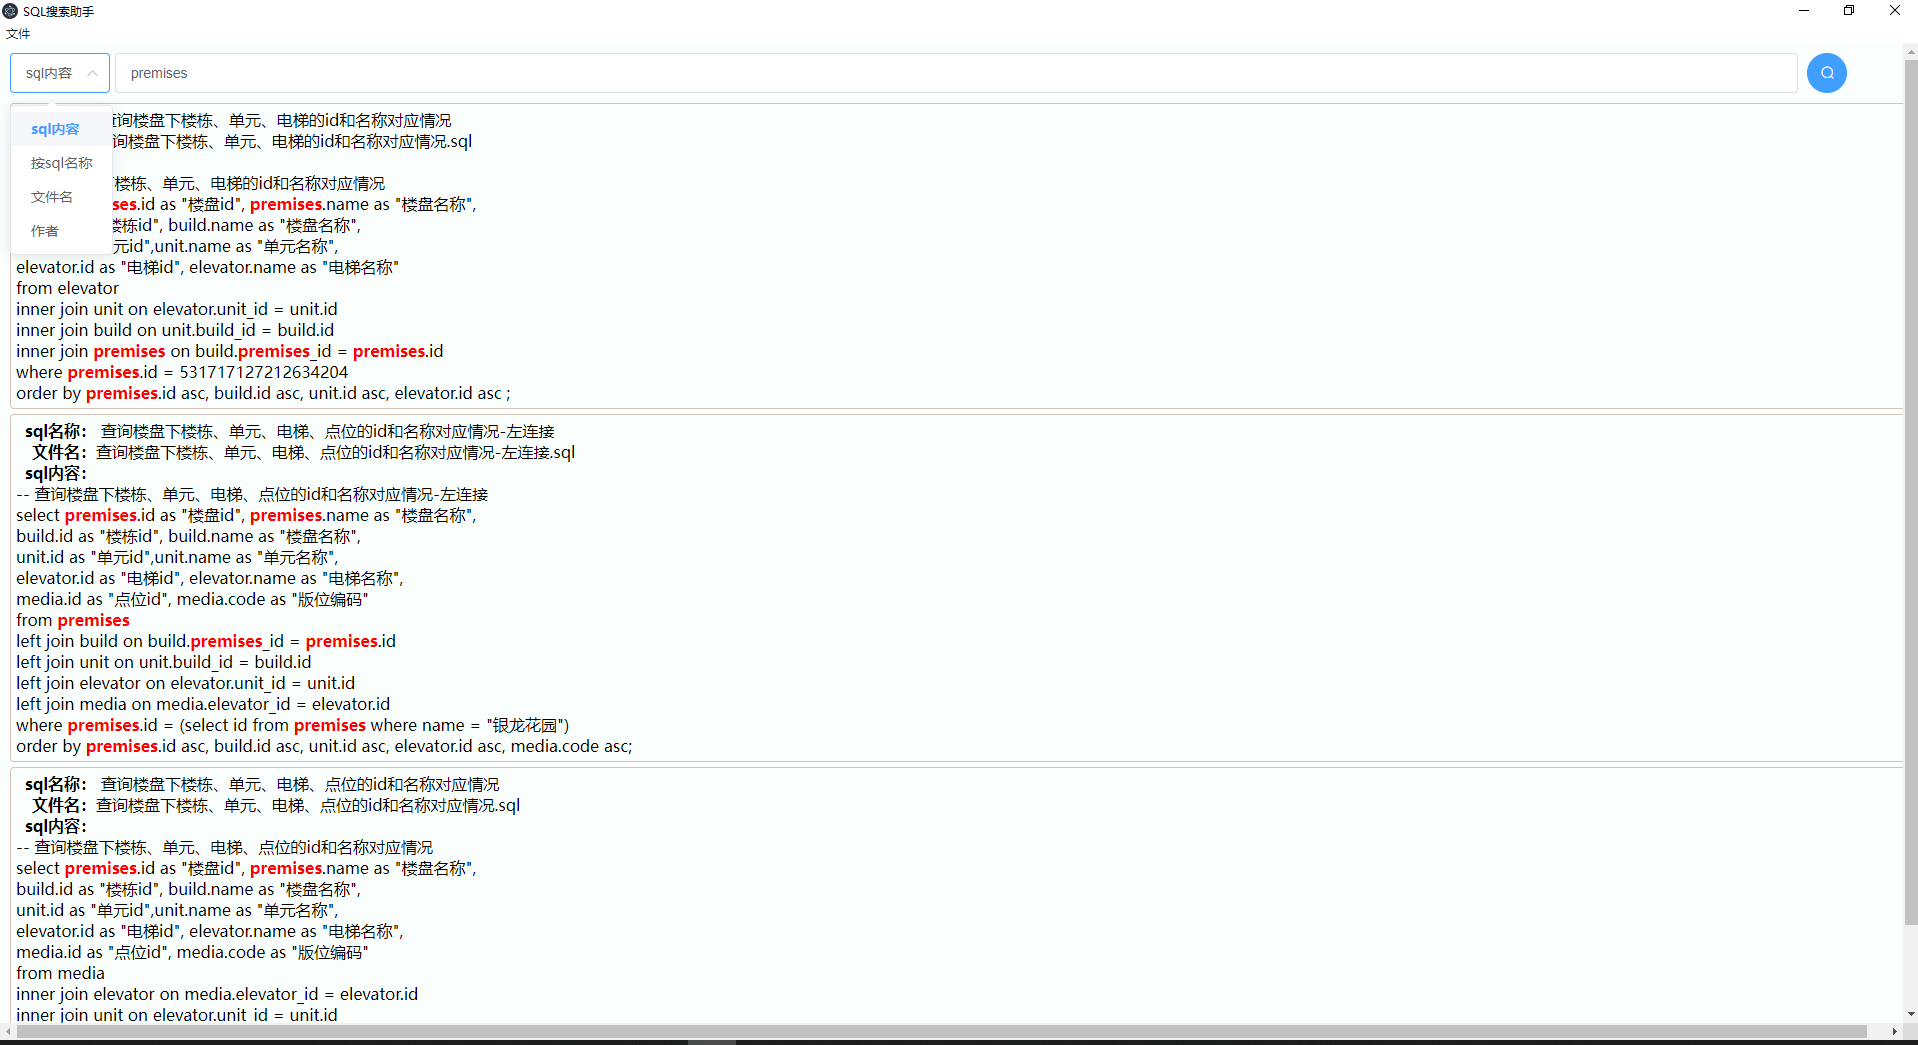 SQL搜索助手
文件
sql内容
premises
sql内容
按sql名称
文件名
作者
查询楼盘下楼栋、单元、电梯的id和名称对应情况
询楼盘下楼栋、单元、电梯的id和名称对应情况.sql
楼栋、单元、电梯的id和名称对应情况
ses.id as "楼盘id", premises.name as "楼盘名称",
楼栋id", build.name as "楼盘名称",
元id",unit.name as "单元名称",
elevator.id as "电梯id", elevator.name as "电梯名称"
from elevator
inner join unit on elevator.unit_id = unit.id
inner join build on unit.build_id = build.id
inner join premises on build.premises_id = premises.id
where premises.id = 531717127212634204
order by premises.id asc, build.id asc, unit.id asc, elevator.id asc ;
sql名称： 查询楼盘下楼栋、单元、电梯、点位的id和名称对应情况-左连接
文件名：查询楼盘下楼栋、单元、电梯、点位的id和名称对应情况-左连接.sql
sql内容：
-- 查询楼盘下楼栋、单元、电梯、点位的id和名称对应情况-左连接
select premises.id as "楼盘id", premises.name as "楼盘名称",
build.id as "楼栋id", build.name as "楼盘名称",
unit.id as "单元id",unit.name as "单元名称",
elevator.id as "电梯id", elevator.name as "电梯名称",
media.id as "点位id", media.code as "版位编码"
from premises
left join build on build.premises_id = premises.id
left join unit on unit.build_id = build.id
left join elevator on elevator.unit_id = unit.id
left join media on media.elevator_id = elevator.id
where premises.id = (select id from premises where name = "银龙花园")
order by premises.id asc, build.id asc, unit.id asc, elevator.id asc, media.code asc;
sql名称： 查询楼盘下楼栋、单元、电梯、点位的id和名称对应情况
文件名：查询楼盘下楼栋、单元、电梯、点位的id和名称对应情况.sql
sql内容：
-- 查询楼盘下楼栋、单元、电梯、点位的id和名称对应情况
select premises.id as "楼盘id", premises.name as "楼盘名称",
build.id as "楼栋id", build.name as "楼盘名称",
unit.id as "单元id",unit.name as "单元名称",
elevator.id as "电梯id", elevator.name as "电梯名称",
media.id as "点位id", media.code as "版位编码"
from media
inner join elevator on media.elevator_id = elevator.id
inner join unit on elevator.unit_id = unit.id